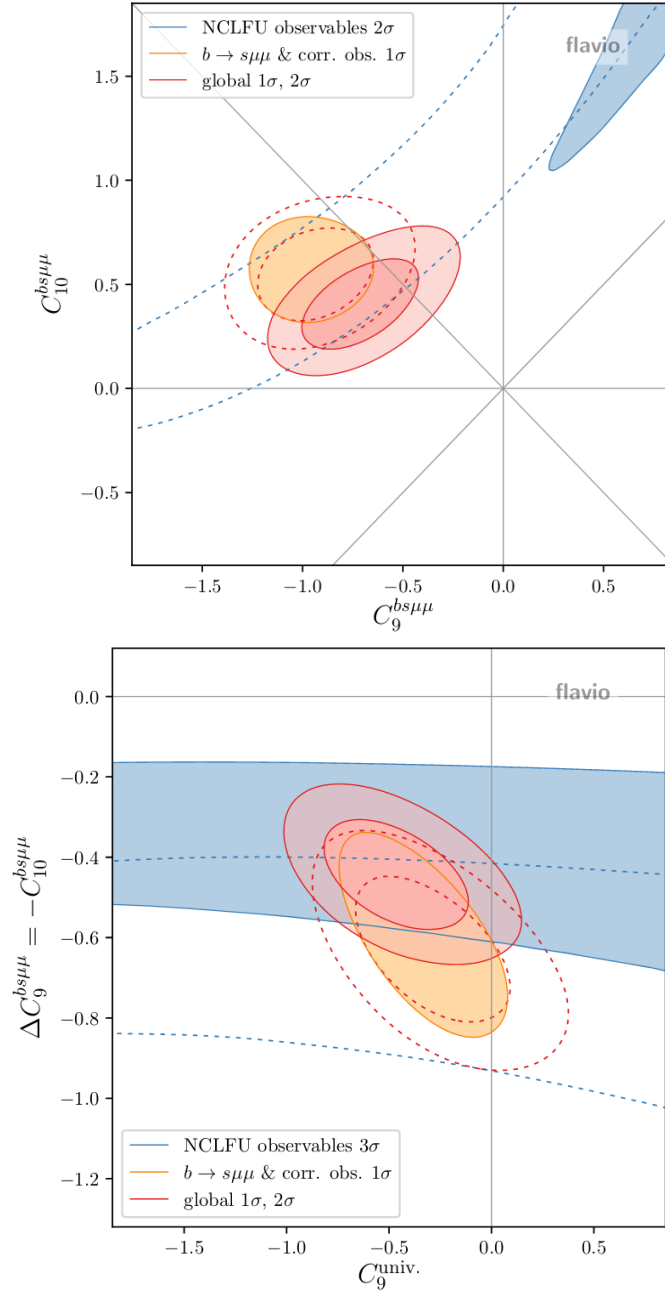 NCLFU observables 2σ
b → sμμ & corr. obs. 1σ
global 1σ, 2σ
flavio
1.5
1.0
0.5
0.0
−0.5
C_10^{bsμμ}
−1.5
−1.0
−0.5
0.0
0.5
C_9^{bsμμ}
flavio
0.0
−0.2
−0.4
−0.6
−0.8
−1.0
−1.2
ΔC_9^{bsμμ} = −C_10^{bsμμ}
NCLFU observables 3σ
b → sμμ & corr. obs. 1σ
global 1σ, 2σ
−1.5
−1.0
−0.5
0.0
0.5
C_9^{univ.}